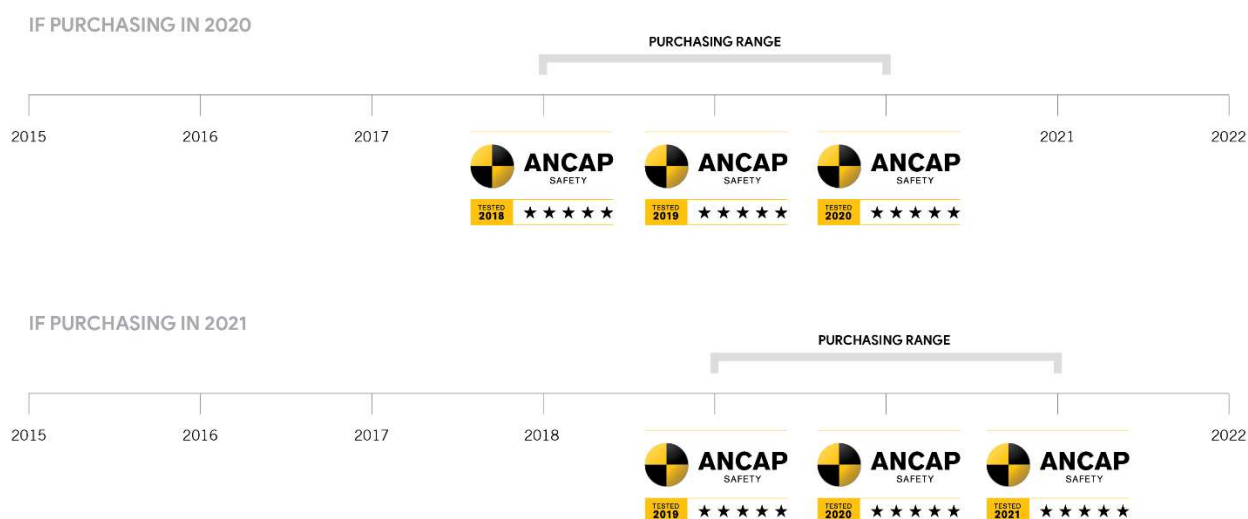 IF PURCHASING IN 2020
PURCHASING RANGE
2015 2016 2017 2021 2022
ANCAP ANCAP ANCAP
SAFETY SAFETY SAFETY
TESTED TESTED TESTED
2018 2019 2020
IF PURCHASING IN 2021
PURCHASING RANGE
2015 2016 2017 2018 2022
ANCAP ANCAP ANCAP
SAFETY SAFETY SAFETY
TESTED TESTED TESTED
2019 2020 2021